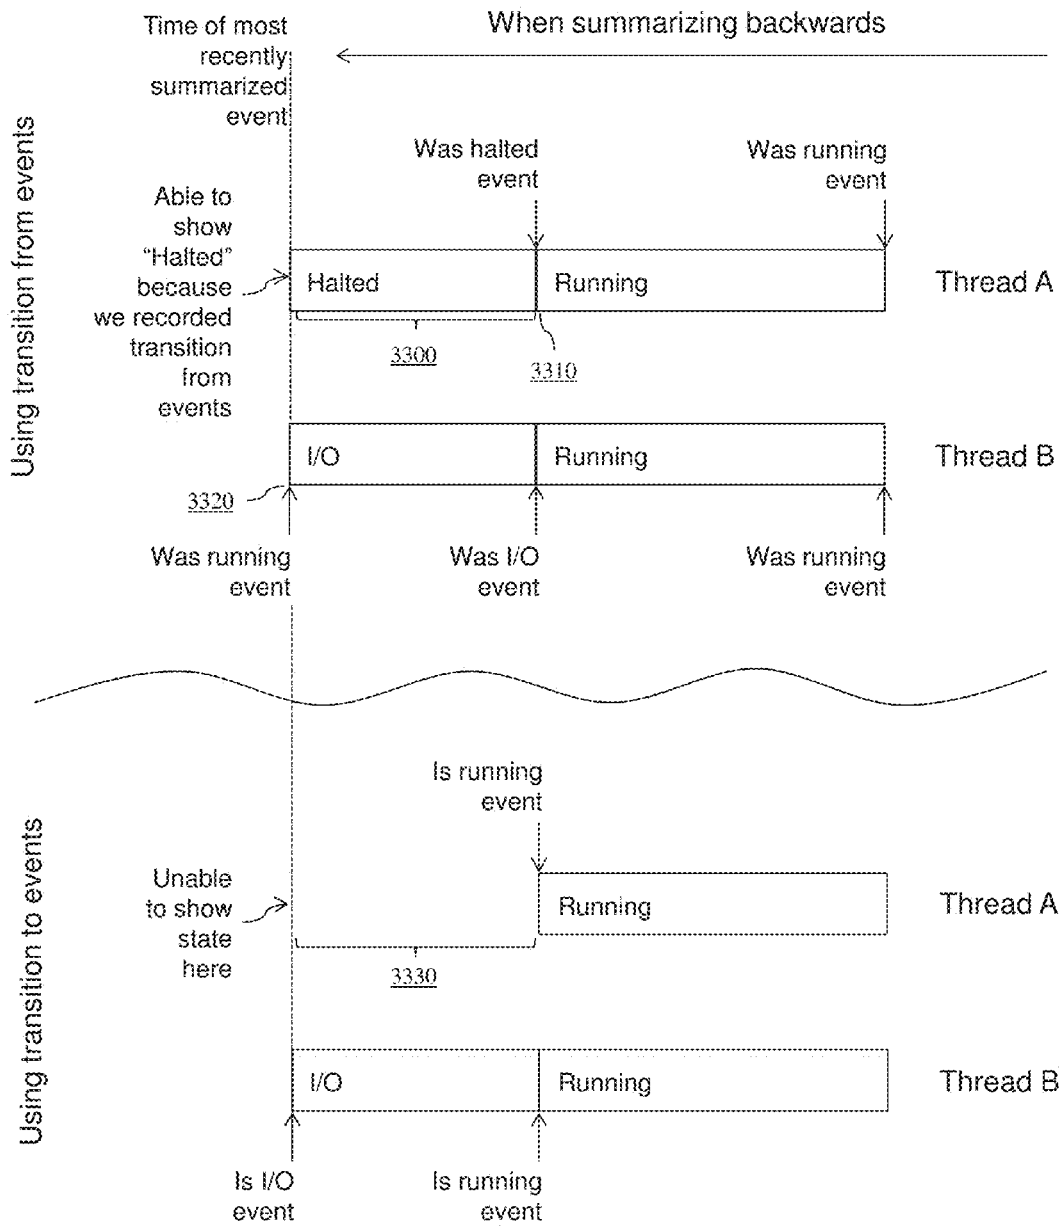 When summarizing backwards
Time of most
recently
summarized
event
Using transition from events
Was halted
event
Was running
event
Able to
show
“Halted”
because
we recorded
transition
from
events
Halted
Running
Thread A
3300
3310
I/O
Running
Thread B
3320
Was running
event
Was I/O
event
Was running
event
Using transition to events
Is running
event
Unable
to show
state
here
Running
Thread A
3330
I/O
Running
Thread B
Is I/O
event
Is running
event